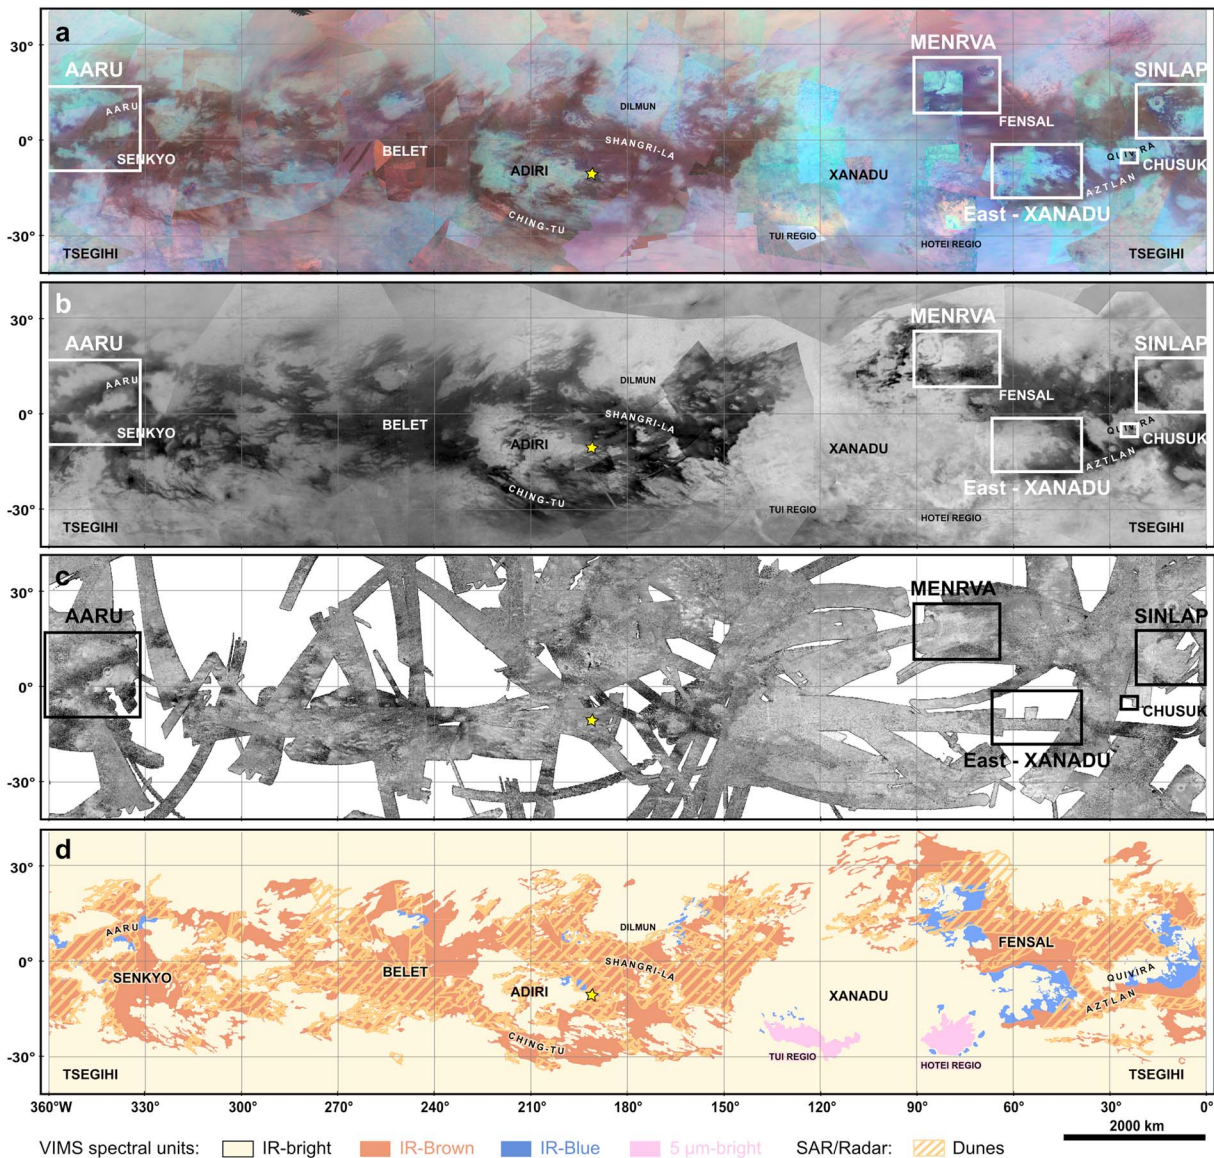 a
30°
0°
-30°
AARU
AARU
SENKYO
TSEGIHI
BELET
ADIRI
CHING-TU
DILMUN
SHANGRI-LA
TUI REGIO
XANADU
HOTEI REGIO
MENRVA
FENSAL
East - XANADU
SINLAP
QUIVIRA
CHUSUK
AZTLAN
TSEGIHI
b
30°
0°
-30°
AARU
AARU
SENKYO
TSEGIHI
BELET
ADIRI
CHING-TU
DILMUN
SHANGRI-LA
TUI REGIO
XANADU
HOTEI REGIO
MENRVA
FENSAL
East - XANADU
SINLAP
QUIVIRA
CHUSUK
AZTLAN
TSEGIHI
c
30°
0°
-30°
AARU
MENRVA
SINLAP
CHUSUK
East - XANADU
d
30°
0°
-30°
AARU
SENKYO
TSEGIHI
BELET
ADIRI
CHING-TU
DILMUN
SHANGRI-LA
TUI REGIO
XANADU
HOTEI REGIO
FENSAL
QUIVIRA
AZTLAN
TSEGIHI
360°W 330° 300° 270° 240° 210° 180° 150° 120° 90° 60° 30° 0°
VIMS spectral units: IR-bright IR-Brown IR-Blue 5 µm-bright SAR/Radar: Dunes
2000 km